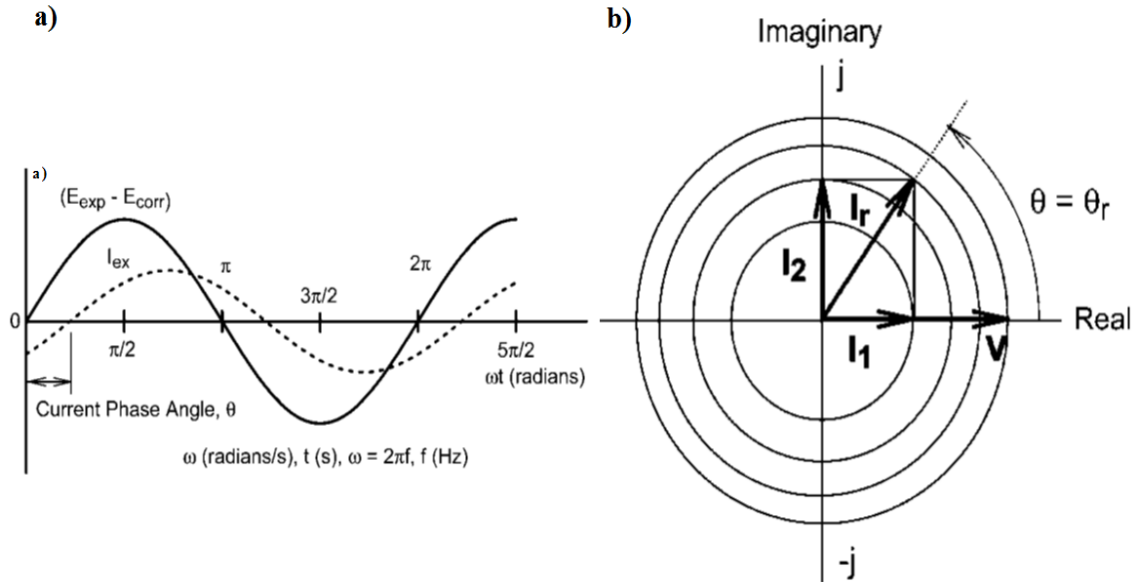 a)
a)
(Eexp - Ecorr)
Iex
π
2π
3π/2
0
π/2
5π/2
ωt (radians)
Current Phase Angle, θ
ω (radians/s), t (s), ω = 2πf, f (Hz)
b)
Imaginary
j
θ = θr
Ir
I2
Real
I1
V
-j